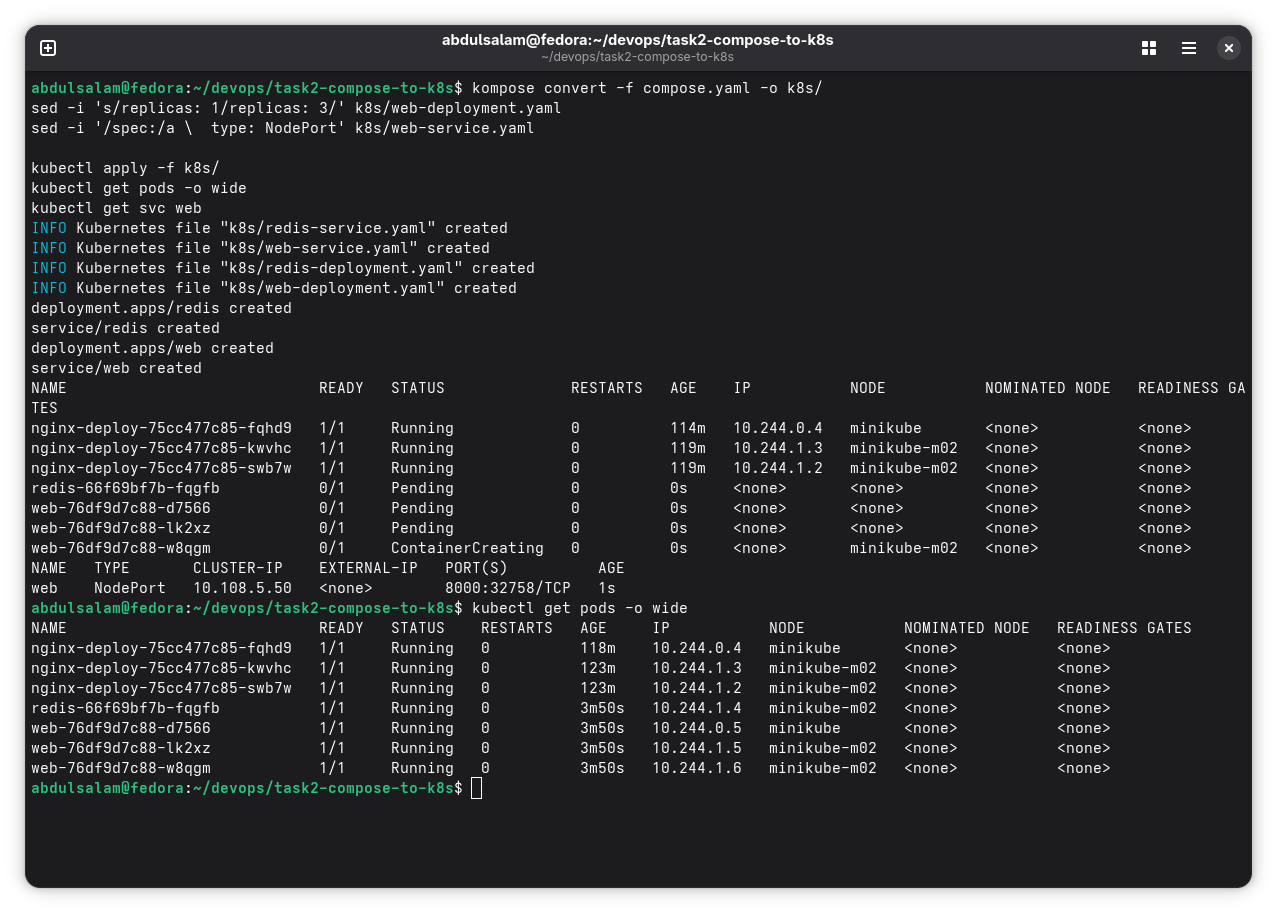 abdulsalam@fedora:~/devops/task2-compose-to-k8s
~/devops/task2-compose-to-k8s
abdulsalam@fedora:~/devops/task2-compose-to-k8s$ kompose convert -f compose.yaml -o k8s/
sed -i 's/replicas: 1/replicas: 3/' k8s/web-deployment.yaml
sed -i '/spec:/a \  type: NodePort' k8s/web-service.yaml

kubectl apply -f k8s/
kubectl get pods -o wide
kubectl get svc web
INFO Kubernetes file "k8s/redis-service.yaml" created
INFO Kubernetes file "k8s/web-service.yaml" created
INFO Kubernetes file "k8s/redis-deployment.yaml" created
INFO Kubernetes file "k8s/web-deployment.yaml" created
deployment.apps/redis created
service/redis created
deployment.apps/web created
service/web created
NAME                            READY   STATUS              RESTARTS   AGE    IP           NODE           NOMINATED NODE   READINESS GA
TES
nginx-deploy-75cc477c85-fqhd9   1/1     Running             0          114m   10.244.0.4   minikube       <none>           <none>
nginx-deploy-75cc477c85-kwvhc   1/1     Running             0          119m   10.244.1.3   minikube-m02   <none>           <none>
nginx-deploy-75cc477c85-swb7w   1/1     Running             0          119m   10.244.1.2   minikube-m02   <none>           <none>
redis-66f69bf7b-fqgfb           0/1     Pending             0          0s     <none>       <none>         <none>           <none>
web-76df9d7c88-d7566            0/1     Pending             0          0s     <none>       <none>         <none>           <none>
web-76df9d7c88-lk2xz            0/1     Pending             0          0s     <none>       <none>         <none>           <none>
web-76df9d7c88-w8qgm            0/1     ContainerCreating   0          0s     <none>       minikube-m02   <none>           <none>
NAME   TYPE       CLUSTER-IP    EXTERNAL-IP   PORT(S)          AGE
web    NodePort   10.108.5.50   <none>        8000:32758/TCP   1s
abdulsalam@fedora:~/devops/task2-compose-to-k8s$ kubectl get pods -o wide
NAME                            READY   STATUS    RESTARTS   AGE     IP           NODE           NOMINATED NODE   READINESS GATES
nginx-deploy-75cc477c85-fqhd9   1/1     Running   0          118m    10.244.0.4   minikube       <none>           <none>
nginx-deploy-75cc477c85-kwvhc   1/1     Running   0          123m    10.244.1.3   minikube-m02   <none>           <none>
nginx-deploy-75cc477c85-swb7w   1/1     Running   0          123m    10.244.1.2   minikube-m02   <none>           <none>
redis-66f69bf7b-fqgfb           1/1     Running   0          3m50s   10.244.1.4   minikube-m02   <none>           <none>
web-76df9d7c88-d7566            1/1     Running   0          3m50s   10.244.0.5   minikube       <none>           <none>
web-76df9d7c88-lk2xz            1/1     Running   0          3m50s   10.244.1.5   minikube-m02   <none>           <none>
web-76df9d7c88-w8qgm            1/1     Running   0          3m50s   10.244.1.6   minikube-m02   <none>           <none>
abdulsalam@fedora:~/devops/task2-compose-to-k8s$